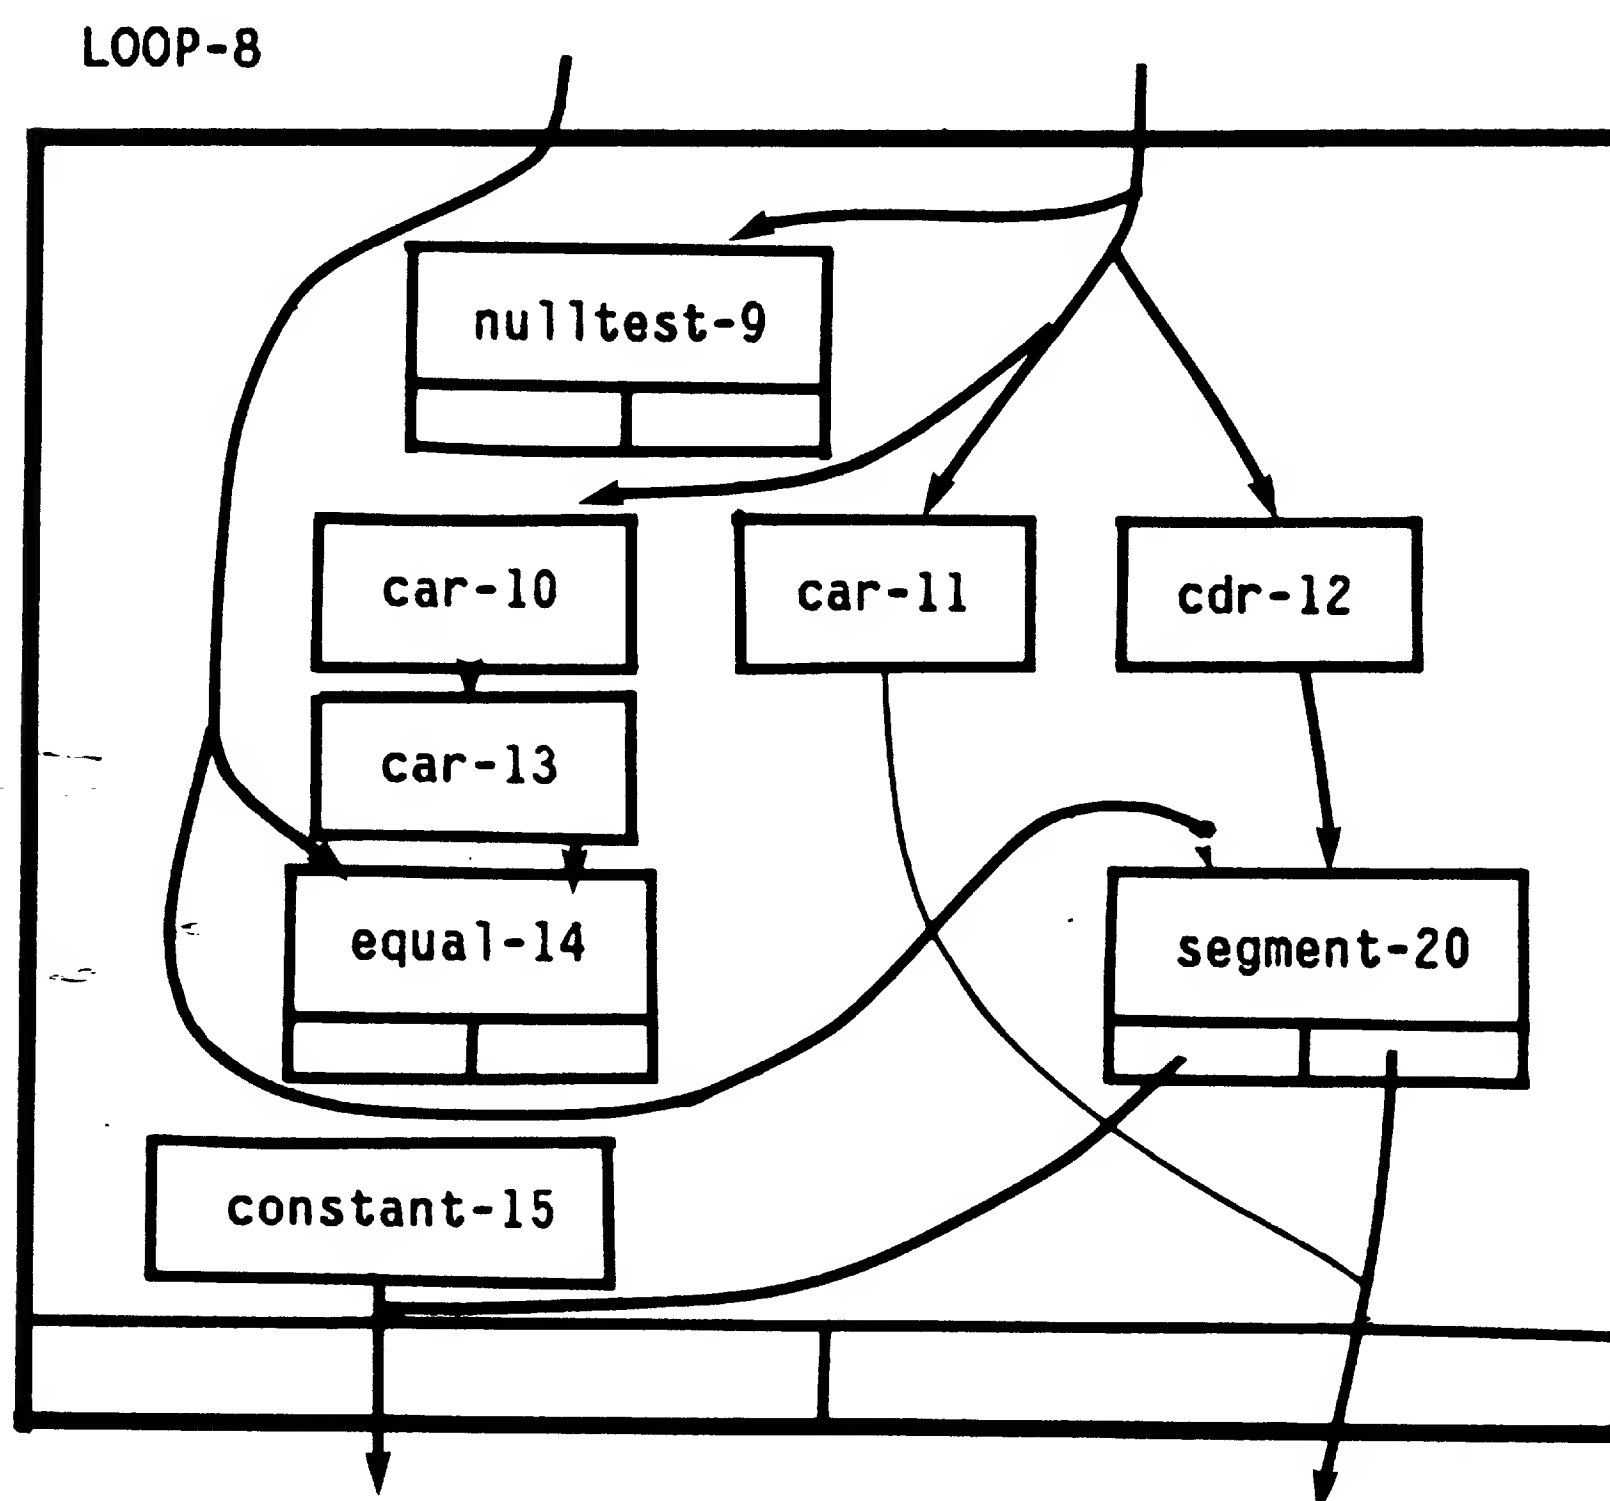 LOOP-8
nulltest-9
car-10
car-11
cdr-12
car-13
equal-14
segment-20
constant-15